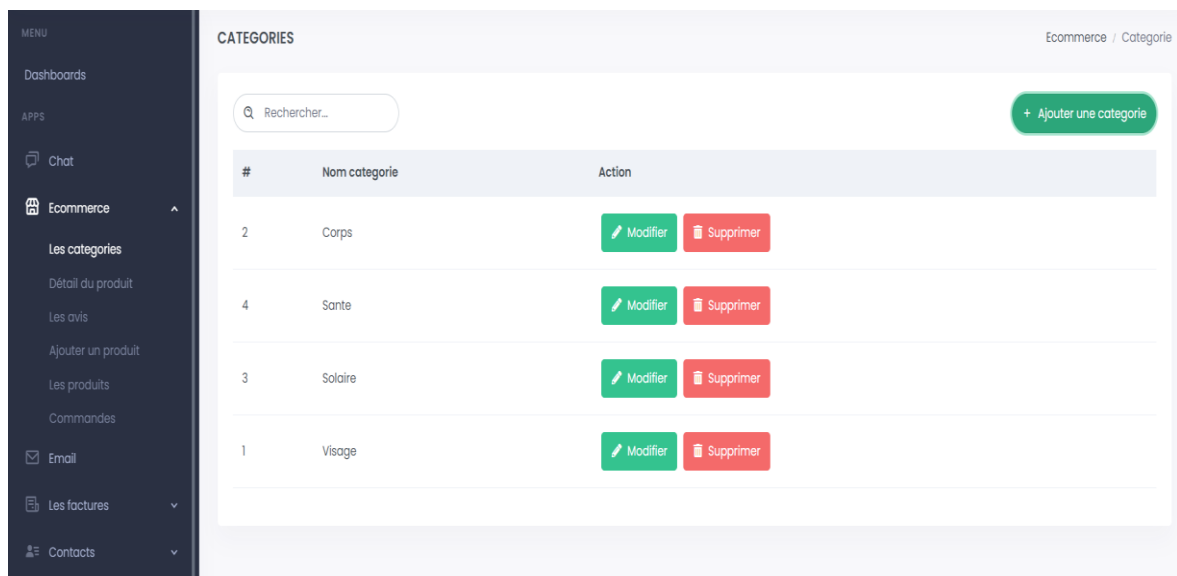 MENU
Dashboards
APPS
Chat
Ecommerce
Les categories
Détail du produit
Les avis
Ajouter un produit
Les produits
Commandes
Email
Les factures
Contacts
CATEGORIES
Ecommerce / Categorie
Rechercher...
+ Ajouter une categorie
# Nom categorie Action
2 Corps Modifier Supprimer
4 Sante Modifier Supprimer
3 Solaire Modifier Supprimer
1 Visage Modifier Supprimer